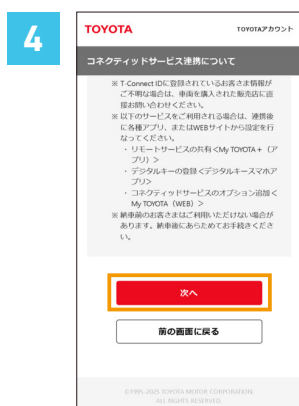 4
TOYOTA
TOYOTAアカウント
コネクティッドサービス連携について
※ T-Connect IDに登録されているお客さま情報が
ご不明な場合は、車両を購入された販売店に直
接お問い合わせください。
※ 以下のサービスをご利用される場合は、連携後
に各種アプリ、またはWEBサイトから設定を行
なってください。
・ リモートサービスの共有<My TOYOTA+（ア
プリ）>
・ デジタルキーの登録<デジタルキースマホア
プリ>
・ コネクティッドサービスのオプション追加<
My TOYOTA（WEB）>
※ 納車前のお客さまはご利用いただけない場合が
あります。納車後にあらためてお手続きくださ
い。
次へ
前の画面に戻る
©1995-2025 TOYOTA MOTOR CORPORATION.
ALL RIGHTS RESERVED.